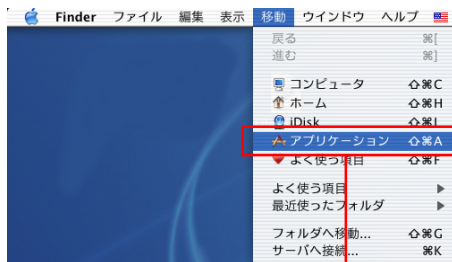 Finder ファイル 編集 表示 移動 ウインドウ ヘルプ
戻る ⌘[
進む ⌘]
コンピュータ ⇧⌘C
ホーム ⇧⌘H
iDisk ⇧⌘I
アプリケーション ⇧⌘A
よく使う項目 ⇧⌘F
よく使う項目 ▶
最近使ったフォルダ ▶
フォルダへ移動... ⇧⌘G
サーバへ接続... ⌘K